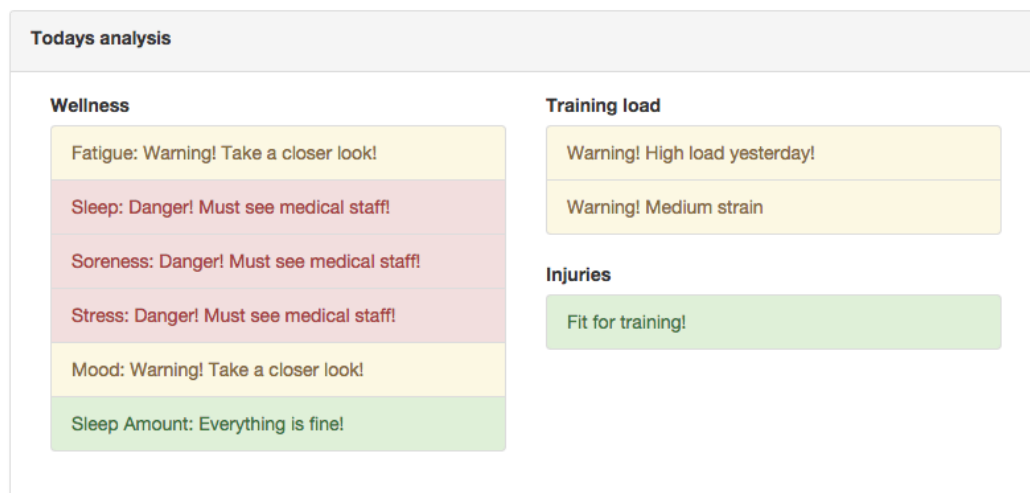 Todays analysis
Wellness
Fatigue: Warning! Take a closer look!
Sleep: Danger! Must see medical staff!
Soreness: Danger! Must see medical staff!
Stress: Danger! Must see medical staff!
Mood: Warning! Take a closer look!
Sleep Amount: Everything is fine!
Training load
Warning! High load yesterday!
Warning! Medium strain
Injuries
Fit for training!